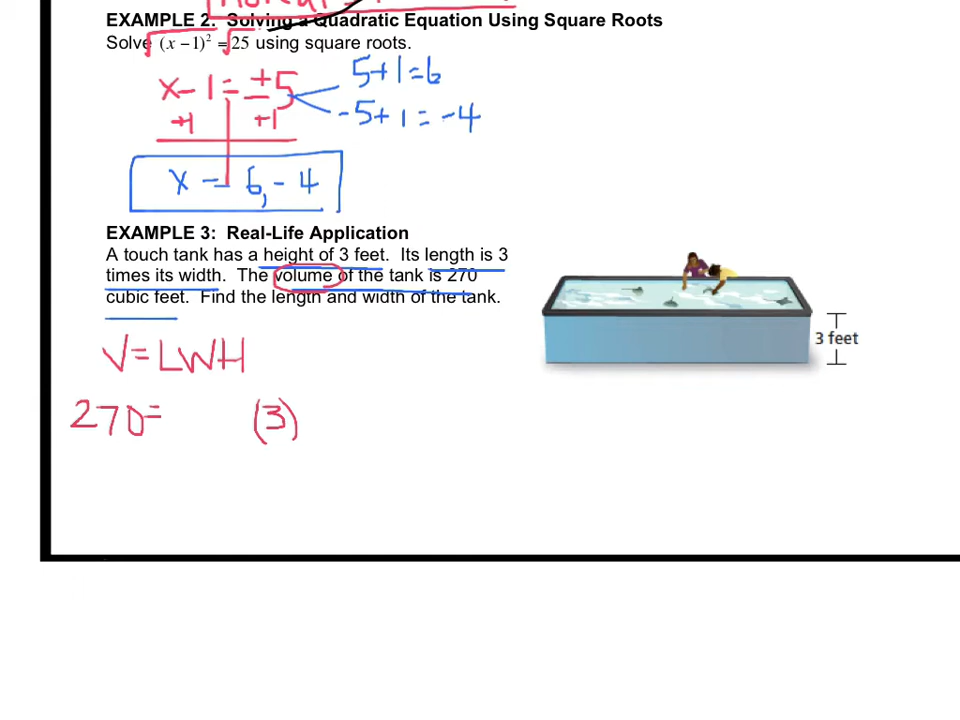 EXAMPLE 2: Solving a Quadratic Equation Using Square Roots
Solve √(x −1)² = √25 using square roots.
x-1 = ±5
5+1=6
-5+1=-4
+1 +1
x = 6, -4
EXAMPLE 3: Real-Life Application
A touch tank has a height of 3 feet. Its length is 3
times its width. The volume of the tank is 270
cubic feet. Find the length and width of the tank.
3 feet
V=LWH
270= (3)